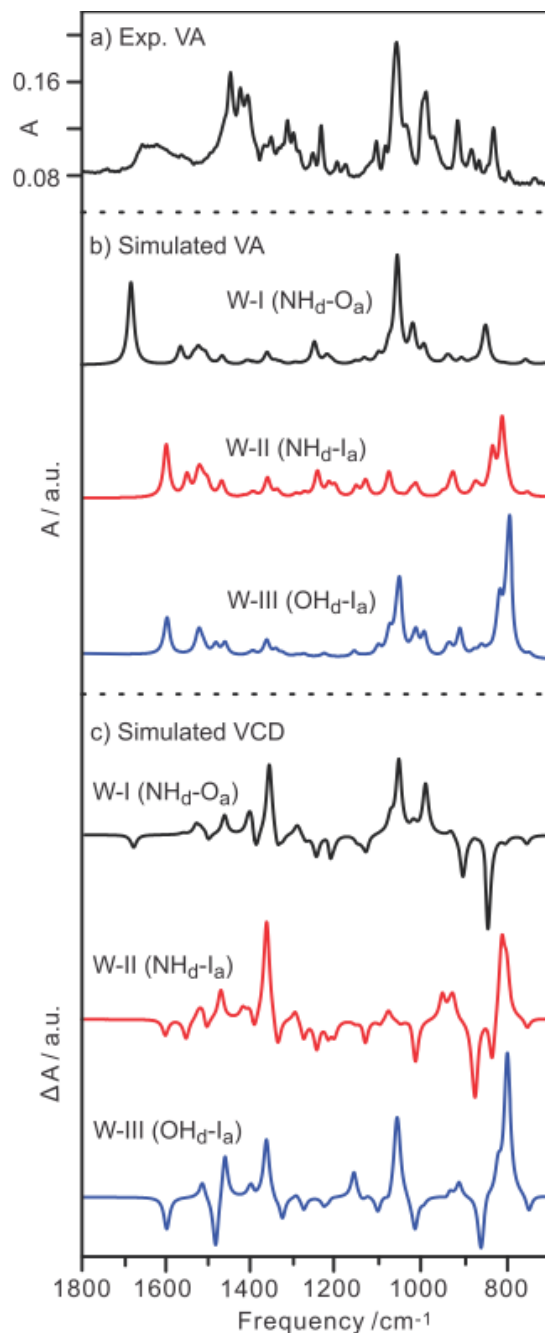 a) Exp. VA
0.16
A
0.08
b) Simulated VA
W-I (NHd-Oa)
W-II (NHd-Ia)
A / a.u.
W-III (OHd-Ia)
c) Simulated VCD
W-I (NHd-Oa)
W-II (NHd-Ia)
ΔA / a.u.
W-III (OHd-Ia)
1800 1600 1400 1200 1000 800
Frequency /cm-1